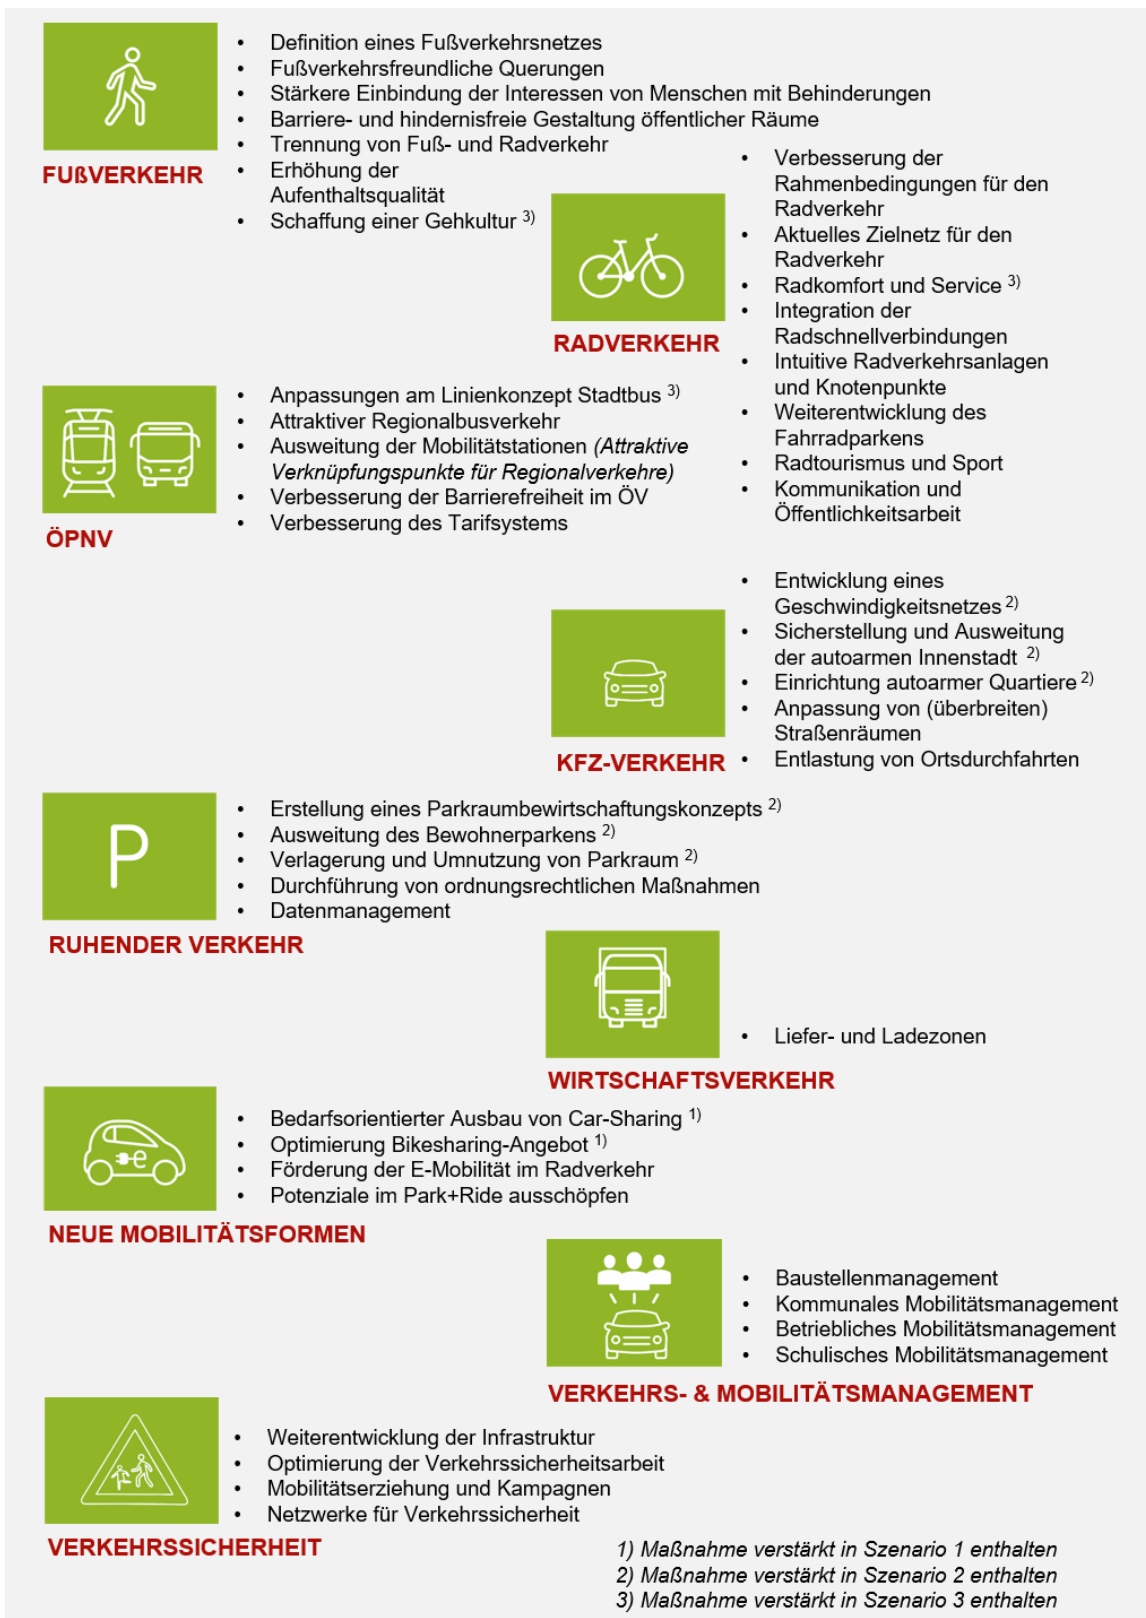 • Definition eines Fußverkehrsnetzes
• Fußverkehrsfreundliche Querungen
• Stärkere Einbindung der Interessen von Menschen mit Behinderungen
• Barriere- und hindernisfreie Gestaltung öffentlicher Räume
• Trennung von Fuß- und Radverkehr
• Erhöhung der
Aufenthaltsqualität
• Schaffung einer Gehkultur 3)
FUßVERKEHR
• Verbesserung der
Rahmenbedingungen für den
Radverkehr
• Aktuelles Zielnetz für den
Radverkehr
• Radkomfort und Service 3)
• Integration der
Radschnellverbindungen
• Intuitive Radverkehrsanlagen
und Knotenpunkte
• Weiterentwicklung des
Fahrradparkens
• Radtourismus und Sport
• Kommunikation und
Öffentlichkeitsarbeit
RADVERKEHR
• Anpassungen am Linienkonzept Stadtbus 3)
• Attraktiver Regionalbusverkehr
• Ausweitung der Mobilitätstationen (Attraktive
Verknüpfungspunkte für Regionalverkehre)
• Verbesserung der Barrierefreiheit im ÖV
• Verbesserung des Tarifsystems
ÖPNV
• Entwicklung eines
Geschwindigkeitsnetzes 2)
• Sicherstellung und Ausweitung
der autoarmen Innenstadt 2)
• Einrichtung autoarmer Quartiere 2)
• Anpassung von (überbreiten)
Straßenräumen
• Entlastung von Ortsdurchfahrten
KFZ-VERKEHR
P
• Erstellung eines Parkraumbewirtschaftungskonzepts 2)
• Ausweitung des Bewohnerparkens 2)
• Verlagerung und Umnutzung von Parkraum 2)
• Durchführung von ordnungsrechtlichen Maßnahmen
• Datenmanagement
RUHENDER VERKEHR
• Liefer- und Ladezonen
WIRTSCHAFTSVERKEHR
e
• Bedarfsorientierter Ausbau von Car-Sharing 1)
• Optimierung Bikesharing-Angebot 1)
• Förderung der E-Mobilität im Radverkehr
• Potenziale im Park+Ride ausschöpfen
NEUE MOBILITÄTSFORMEN
• Baustellenmanagement
• Kommunales Mobilitätsmanagement
• Betriebliches Mobilitätsmanagement
• Schulisches Mobilitätsmanagement
VERKEHRS- & MOBILITÄTSMANAGEMENT
• Weiterentwicklung der Infrastruktur
• Optimierung der Verkehrssicherheitsarbeit
• Mobilitätserziehung und Kampagnen
• Netzwerke für Verkehrssicherheit
VERKEHRSSICHERHEIT
1) Maßnahme verstärkt in Szenario 1 enthalten
2) Maßnahme verstärkt in Szenario 2 enthalten
3) Maßnahme verstärkt in Szenario 3 enthalten